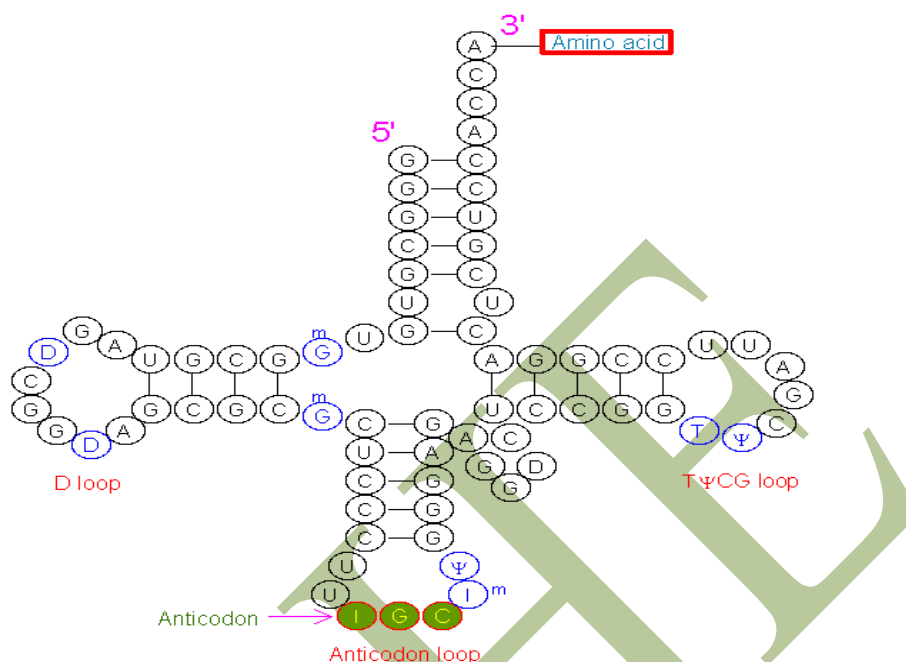 3'
A Amino acid
C
C
5' A
G C
G C
G U
C G
G C
U U
D G A U G C G m G U G C A G G C C U U A
C G
G G D A G C G C m G C G U C C G G T Ψ C
U A A C
D loop C G G D TΨCG loop
C G G
C G
U Ψ
U I m
Anticodon I G C
Anticodon loop